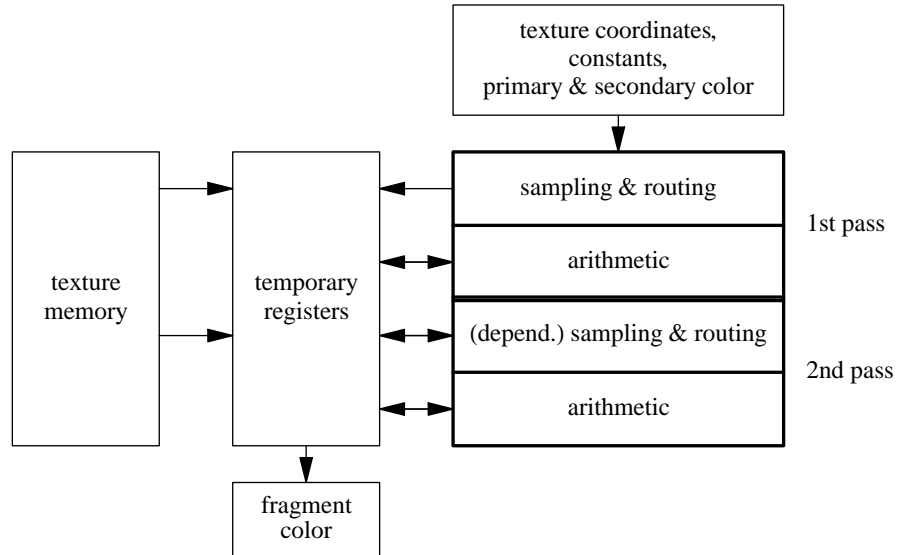 texture coordinates,
constants,
primary & secondary color
sampling & routing
1st pass
arithmetic
texture
memory
temporary
registers
(depend.) sampling & routing
2nd pass
arithmetic
fragment
color